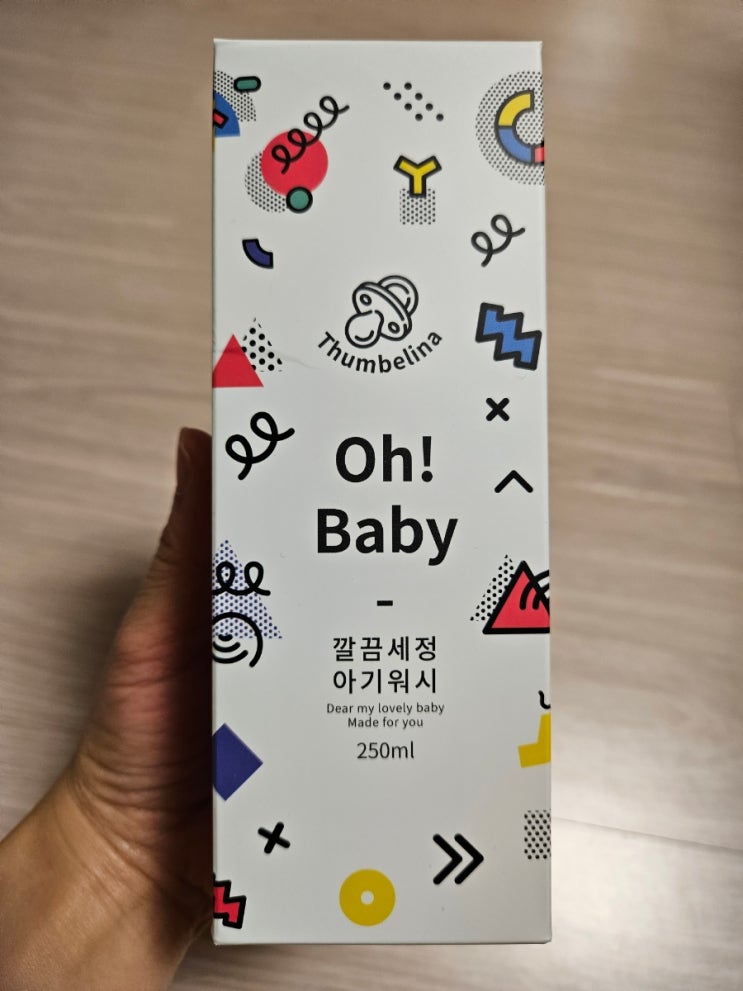 Thumbelina
Oh!
Baby
-
깔끔세정
아기워시
Dear my lovely baby
Made for you
250ml